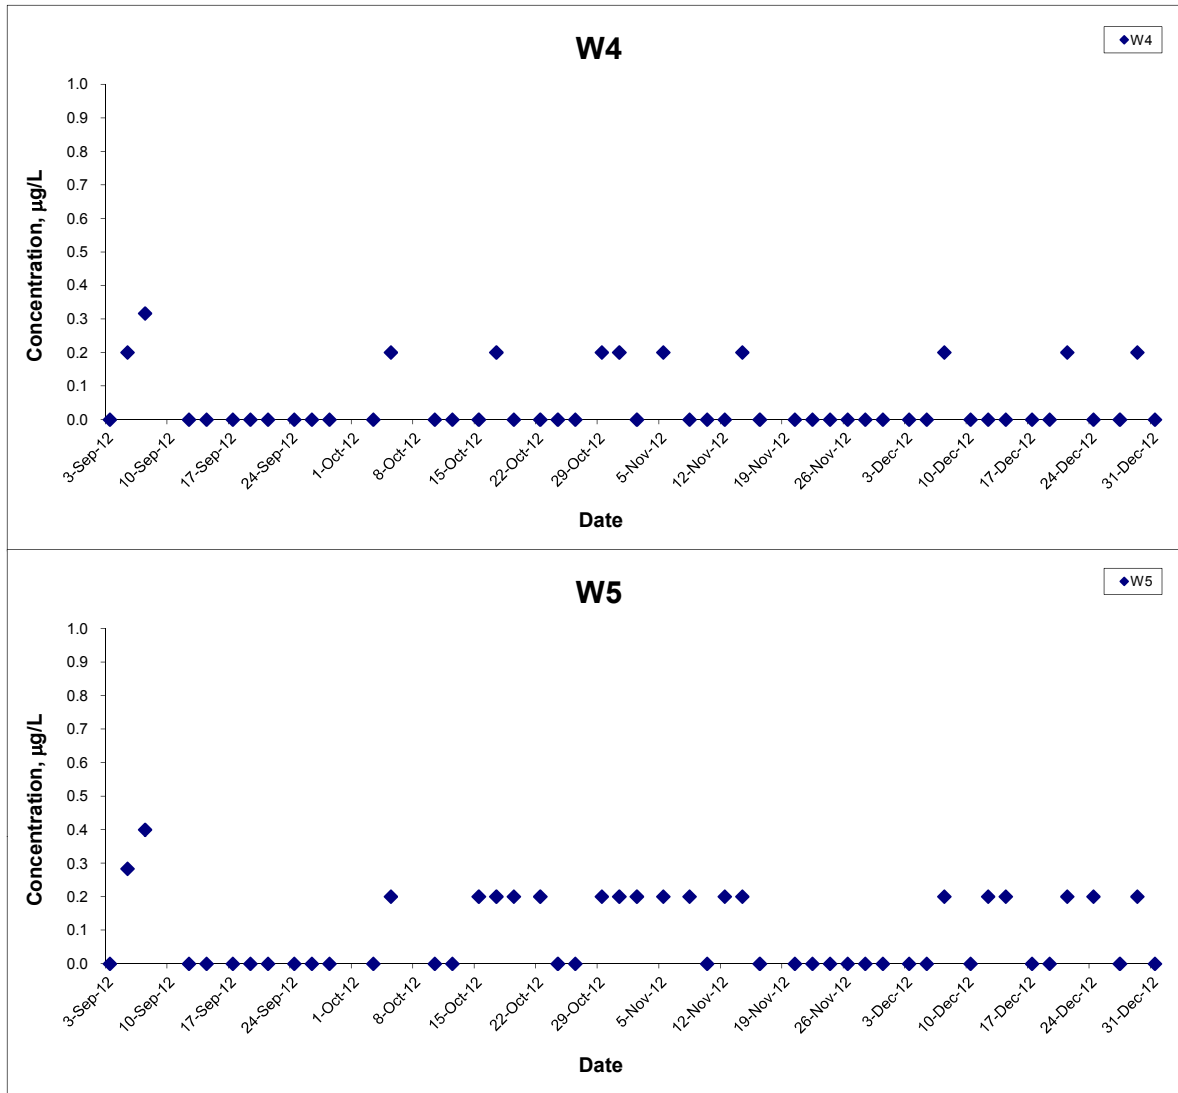 W4
W4
1.0
0.9
0.8
0.7
0.6
0.5
0.4
0.3
0.2
0.1
0.0
Concentration, µg/L
3-Sep-12
10-Sep-12
17-Sep-12
24-Sep-12
1-Oct-12
8-Oct-12
15-Oct-12
22-Oct-12
29-Oct-12
5-Nov-12
12-Nov-12
19-Nov-12
26-Nov-12
3-Dec-12
10-Dec-12
17-Dec-12
24-Dec-12
31-Dec-12
Date
W5
W5
1.0
0.9
0.8
0.7
0.6
0.5
0.4
0.3
0.2
0.1
0.0
Concentration, µg/L
3-Sep-12
10-Sep-12
17-Sep-12
24-Sep-12
1-Oct-12
8-Oct-12
15-Oct-12
22-Oct-12
29-Oct-12
5-Nov-12
12-Nov-12
19-Nov-12
26-Nov-12
3-Dec-12
10-Dec-12
17-Dec-12
24-Dec-12
31-Dec-12
Date